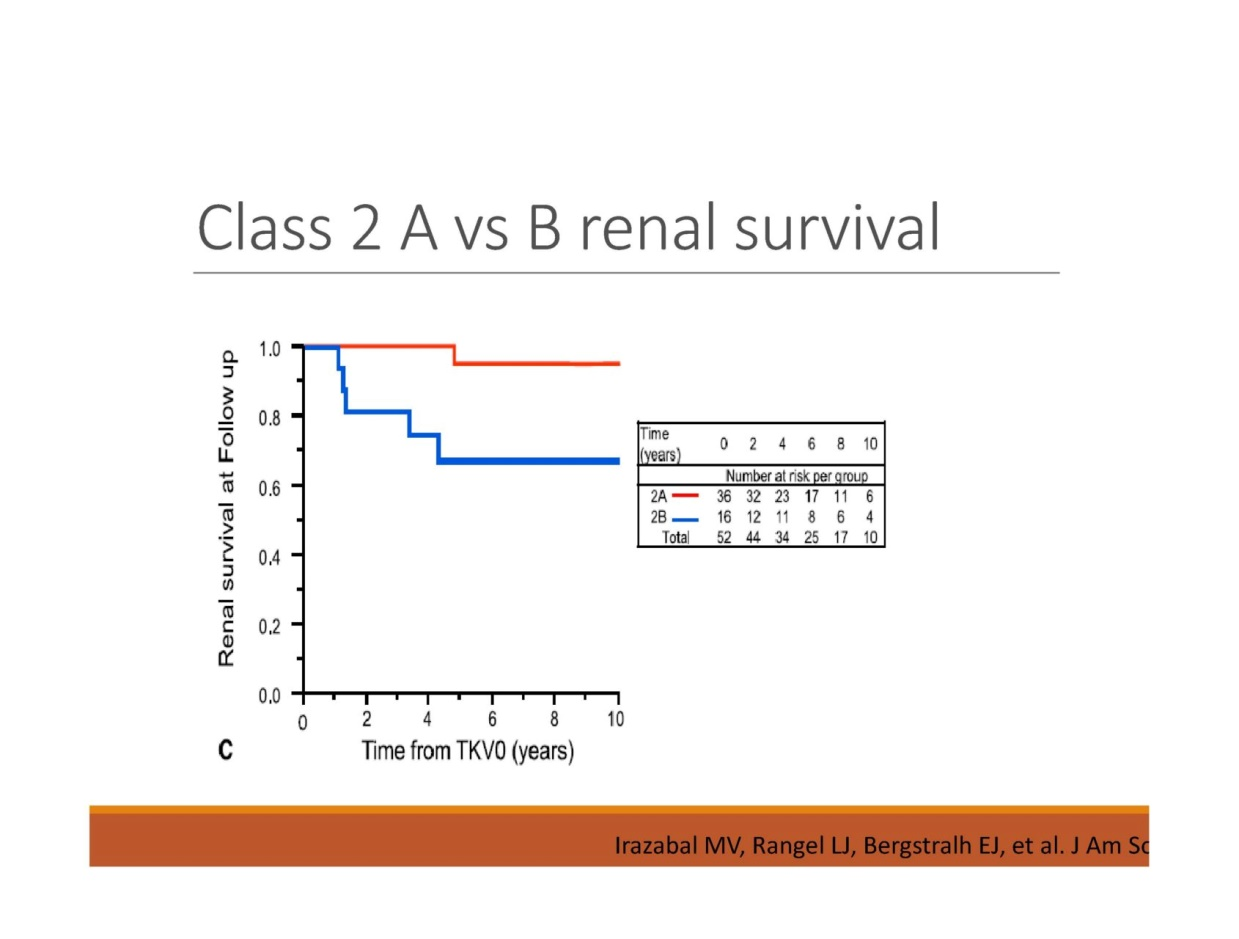 Class 2 A vs B renal survival
Renal survival at Follow up
1.0
0.8
0.6
0.4
0.2
0.0
0 2 4 6 8 10
Time from TKV0 (years)
C
Time (years) 0 2 4 6 8 10
Number at risk per group
2A 36 32 23 17 11 6
2B 16 12 11 8 6 4
Total 52 44 34 25 17 10
Irazabal MV, Rangel LJ, Bergstralh EJ, et al. J Am